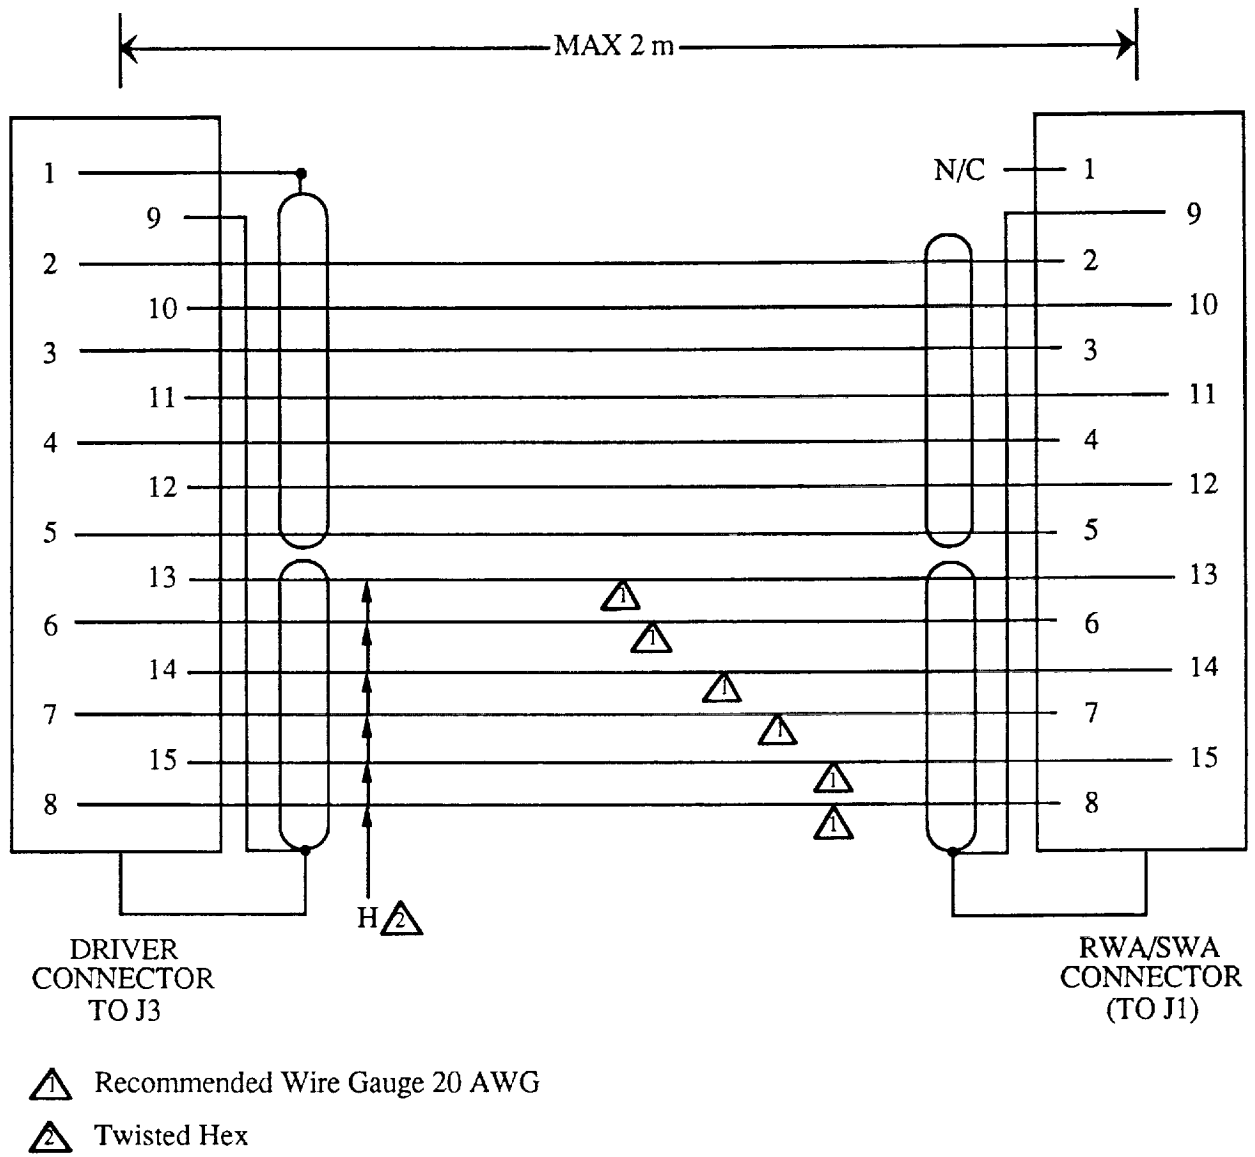 MAX 2 m
1 N/C 1
9 9
2 2
10 10
3 3
11 11
4 4
12 12
5 5
13 13
1
6 6
1
14 14
1
7 7
1
15 15
1
8 8
1
H 2
DRIVER
CONNECTOR
TO J3
RWA/SWA
CONNECTOR
(TO J1)
1 Recommended Wire Gauge 20 AWG
2 Twisted Hex